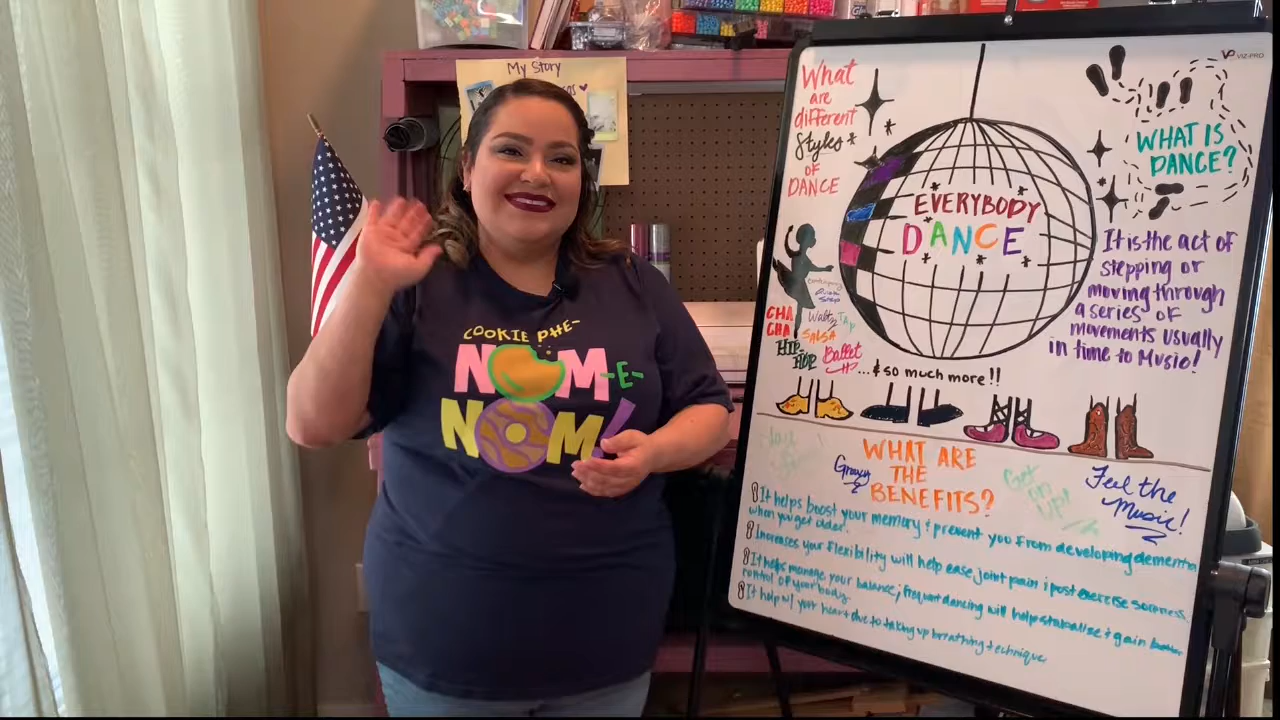 My Story
COOKIE PHE-
NOM-E-
NOM!
VIZ-PRO
What
are
different
Styles
OF
DANCE
EVERYBODY
DANCE
WHAT IS
DANCE?
It is the act of
stepping or
moving through
a series of
movements usually
in time to Music!
CHA
CHA
Waltz
TAP
SALSA
HIP-
HOP
Ballet
...& so much more!!
WHAT ARE
THE
BENEFITS?
Groovy
Get
up!
Feel the
Music!
It helps boost your memory & prevent you from developing dementia
when you get older.
Increases your flexibility will help ease joint pain & post exercise soreness
It helps manage your balance; frequent dancing will help stabalize & gain better
control of your body.
It help w/ your heart due to taking up breathing technique